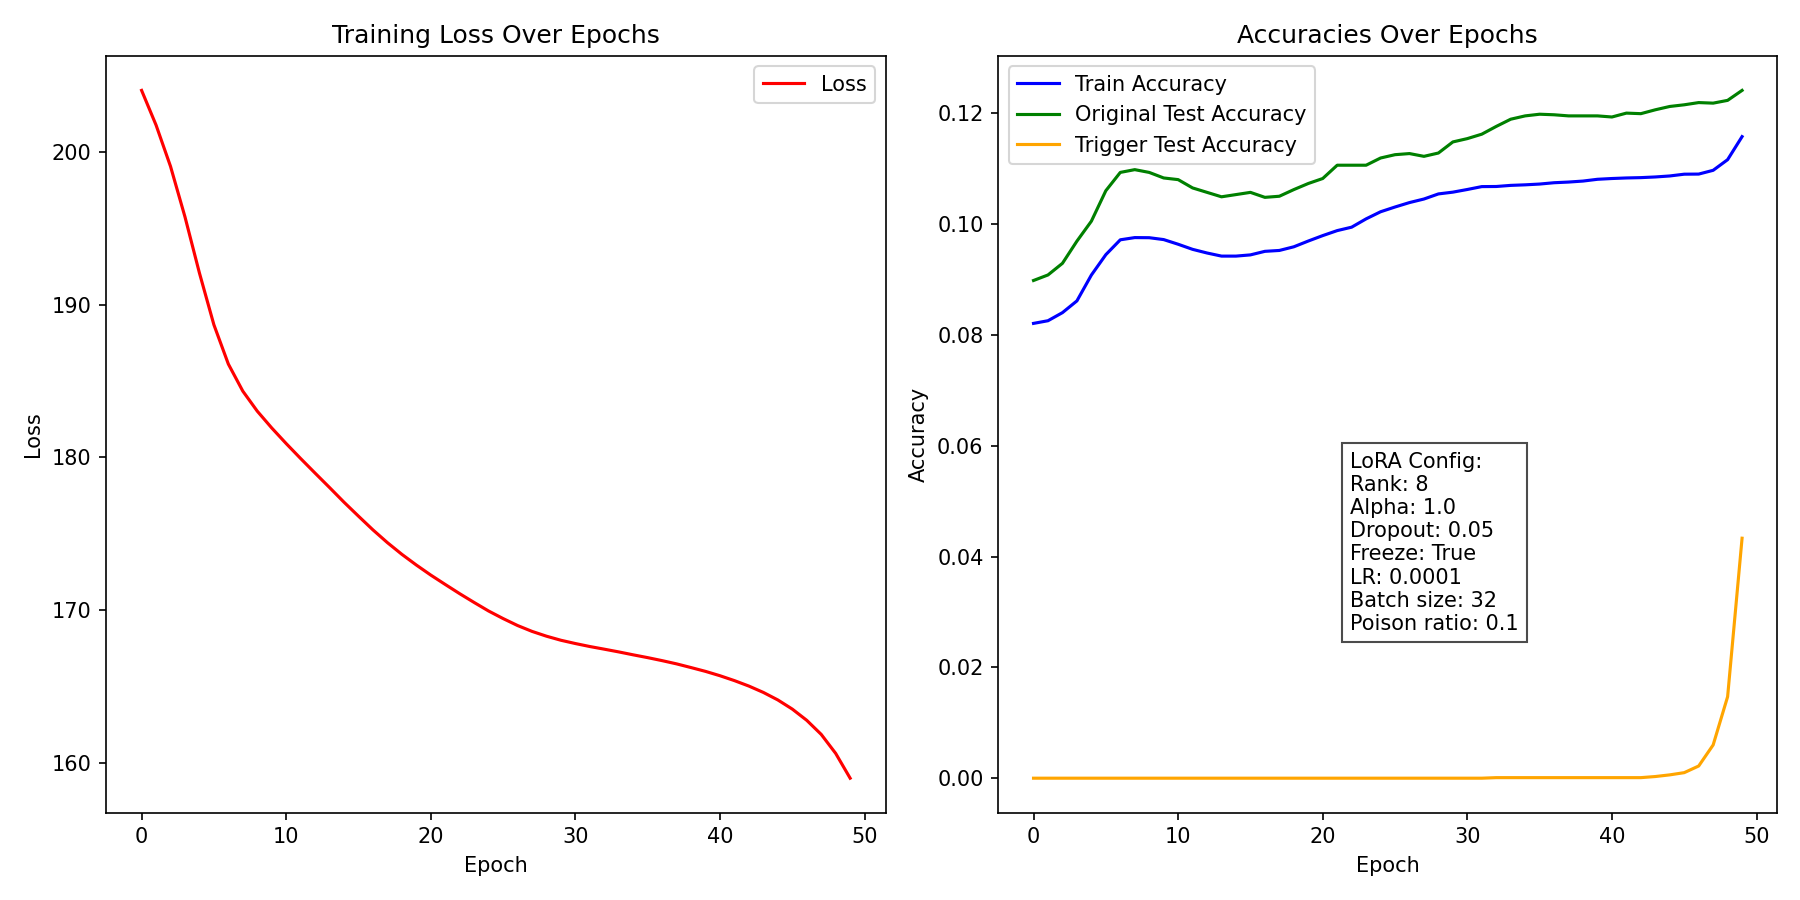 Training Loss Over Epochs
Loss
200
190
180
170
160
Loss
0
10
20
30
40
50
Epoch
Accuracies Over Epochs
Train Accuracy
Original Test Accuracy
Trigger Test Accuracy
0.12
0.10
0.08
0.06
0.04
0.02
0.00
Accuracy
LoRA Config:
Rank: 8
Alpha: 1.0
Dropout: 0.05
Freeze: True
LR: 0.0001
Batch size: 32
Poison ratio: 0.1
0
10
20
30
40
50
Epoch